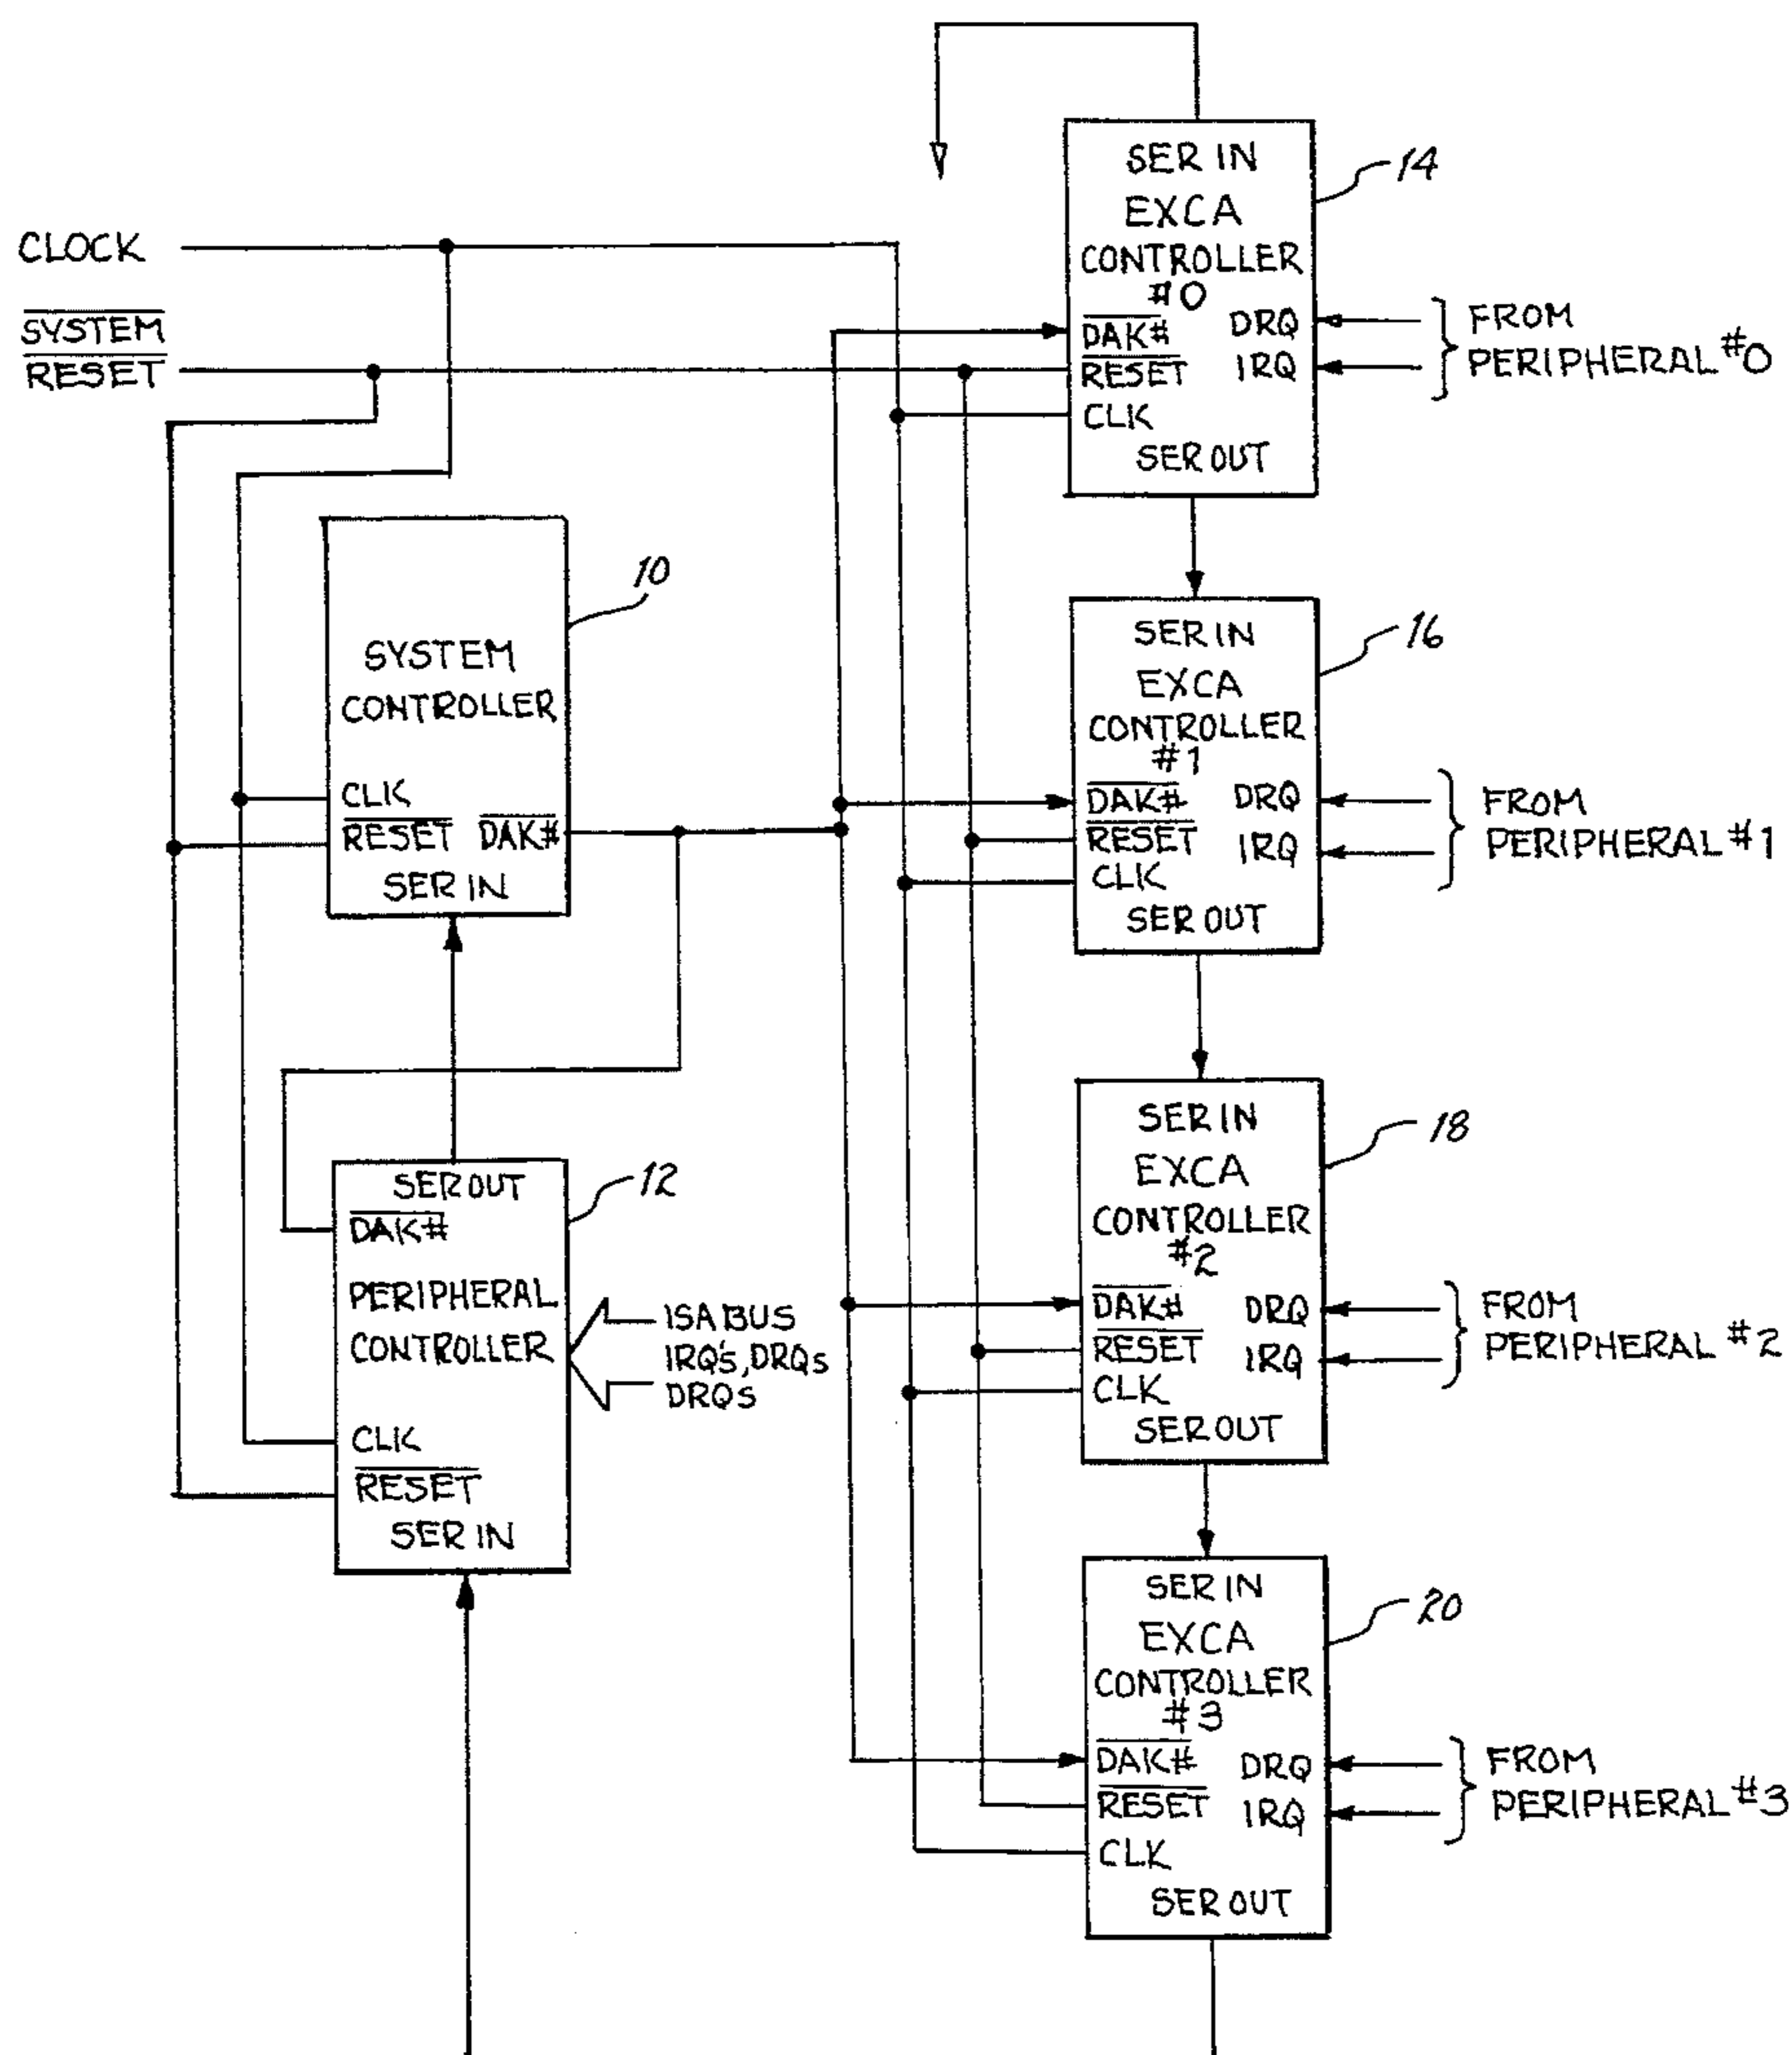 CLOCK
SYSTEM
RESET
SER IN
EXCA
CONTROLLER
#0
DAK#
RESET
CLK
DRQ
IRQ
SER OUT
14
FROM
PERIPHERAL #0
10
SYSTEM
CONTROLLER
CLK
RESET
DAK#
SER IN
SER IN
EXCA
CONTROLLER
#1
DAK#
RESET
CLK
DRQ
IRQ
SER OUT
16
FROM
PERIPHERAL #1
SER OUT
DAK#
PERIPHERAL
CONTROLLER
CLK
RESET
SER IN
12
ISA BUS
IRQ'S, DRQs
DRQs
SER IN
EXCA
CONTROLLER
#2
DAK#
RESET
CLK
DRQ
IRQ
SER OUT
18
FROM
PERIPHERAL #2
SER IN
EXCA
CONTROLLER
#3
DAK#
RESET
CLK
DRQ
IRQ
SER OUT
20
FROM
PERIPHERAL #3